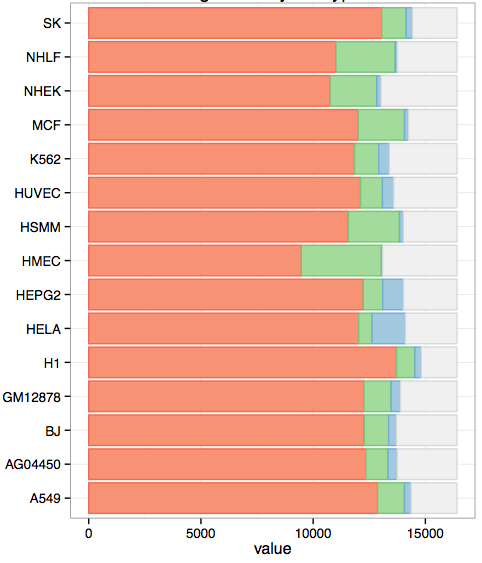 SK
NHLF
NHEK
MCF
K562
HUVEC
HSMM
HMEC
HEPG2
HELA
H1
GM12878
BJ
AG04450
A549
0 5000 10000 15000
value